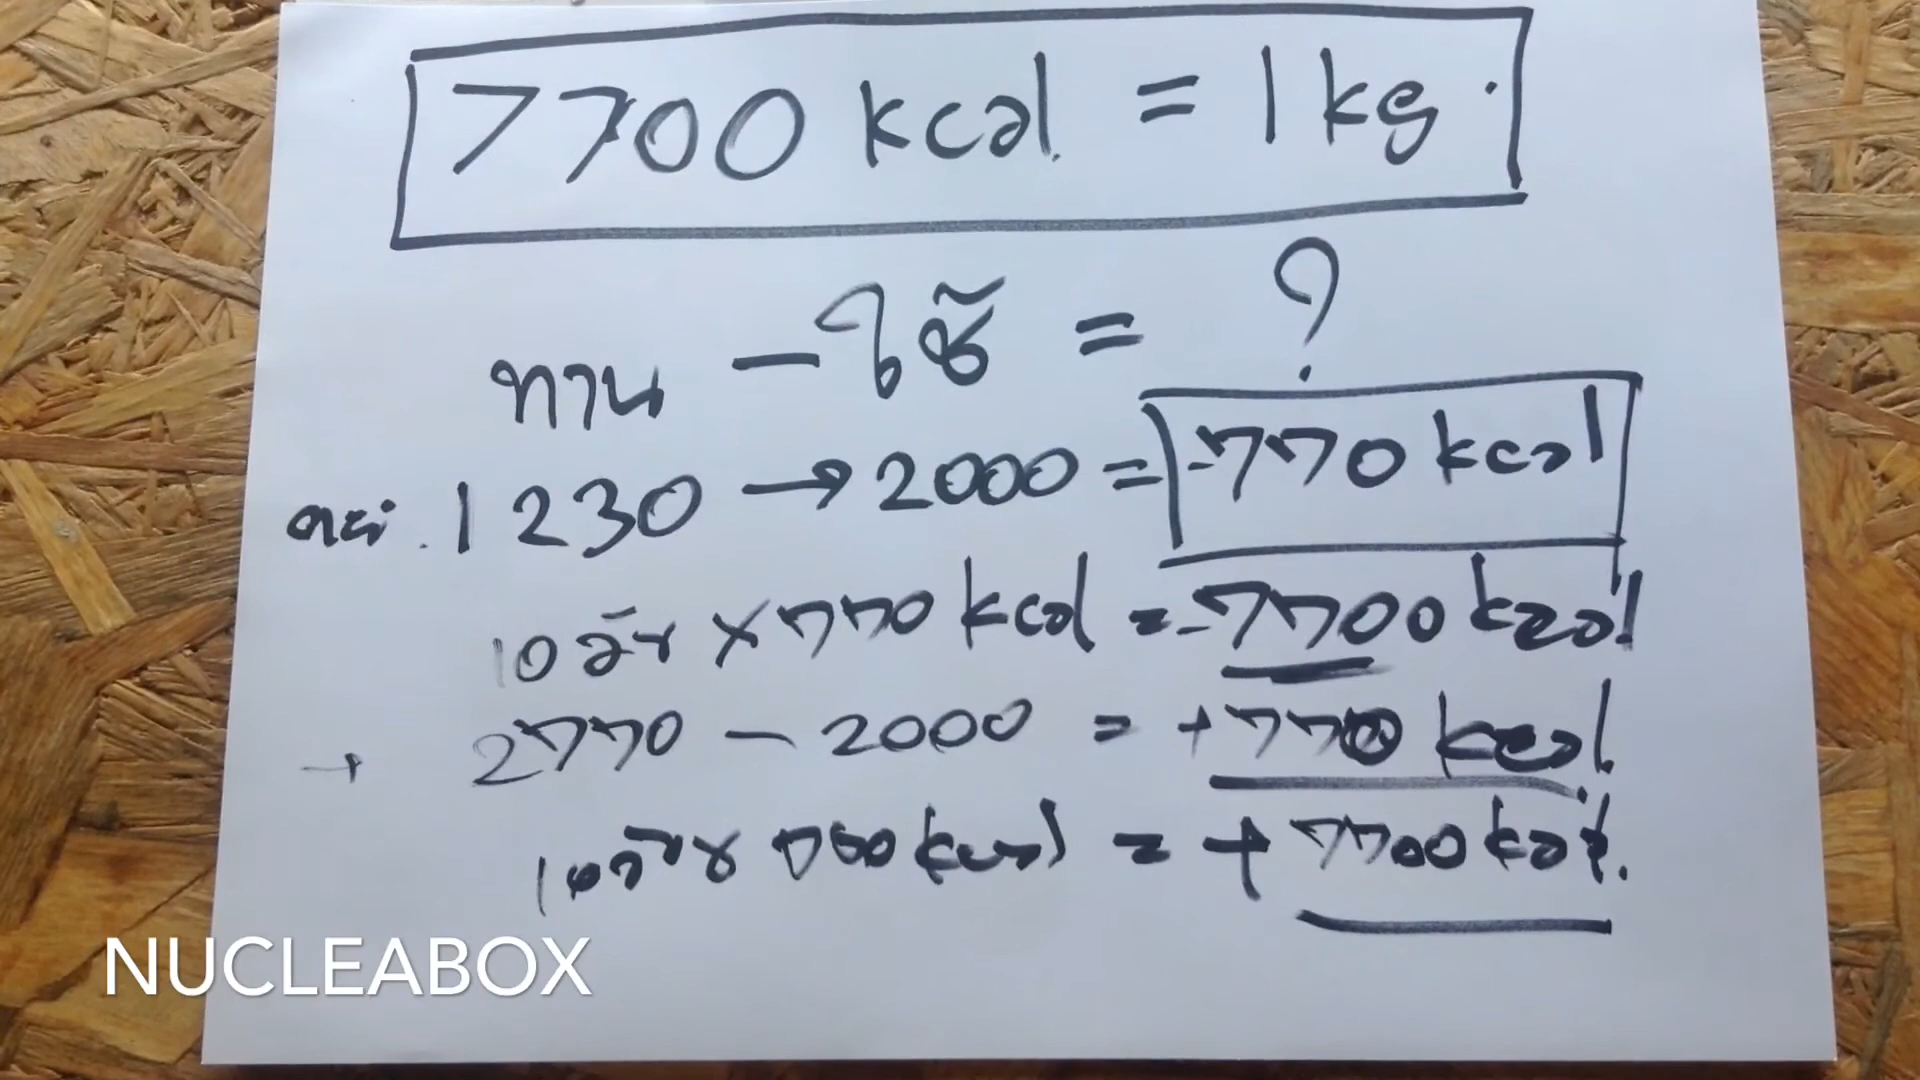 7700 kcal = 1 kg.
ทาน - ใช้ = ?
1230 → 2000 = -770 kcal
10 วัน x 770 kcal = -7700 kcal
→ 2770 - 2000 = +770 kcal.
10 วัน x 770 kcal = + 7700 kcal.
NUCLEABOX